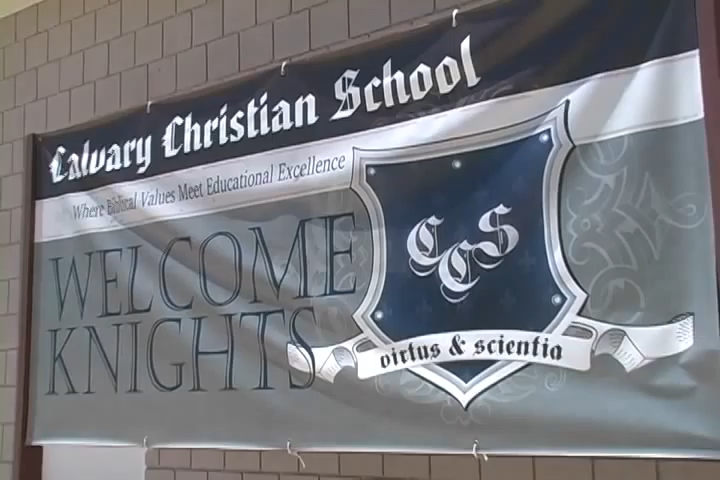 Calvary Christian School
Where Biblical Values Meet Educational Excellence
WELCOME
KNIGHTS
CCS
virtus & scientia